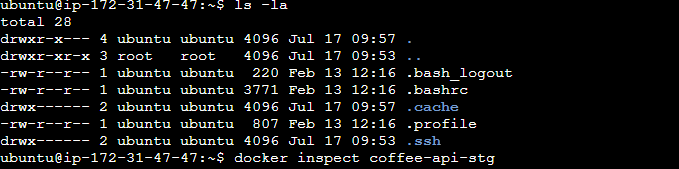 ubuntu@ip-172-31-47-47:~$ ls -la
total 28
drwxr-x--- 4 ubuntu ubuntu 4096 Jul 17 09:57 .
drwxr-xr-x 3 root   root   4096 Jul 17 09:53 ..
-rw-r--r-- 1 ubuntu ubuntu  220 Feb 13 12:16 .bash_logout
-rw-r--r-- 1 ubuntu ubuntu 3771 Feb 13 12:16 .bashrc
drwx------ 2 ubuntu ubuntu 4096 Jul 17 09:57 .cache
-rw-r--r-- 1 ubuntu ubuntu  807 Feb 13 12:16 .profile
drwx------ 2 ubuntu ubuntu 4096 Jul 17 09:53 .ssh
ubuntu@ip-172-31-47-47:~$ docker inspect coffee-api-stg